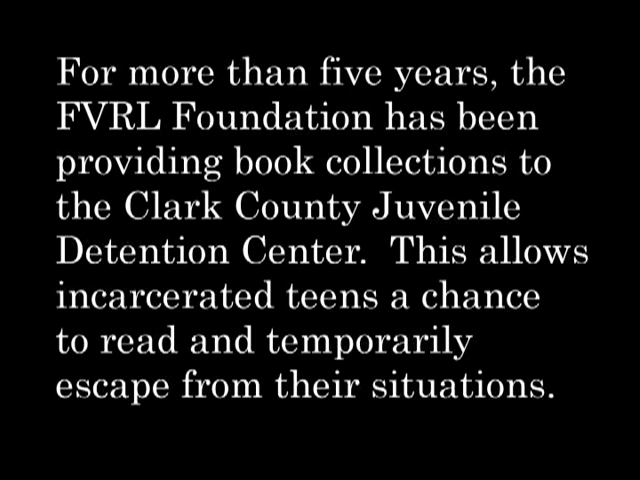 For more than five years, the
FVRL Foundation has been
providing book collections to
the Clark County Juvenile
Detention Center.  This allows
incarcerated teens a chance
to read and temporarily
escape from their situations.